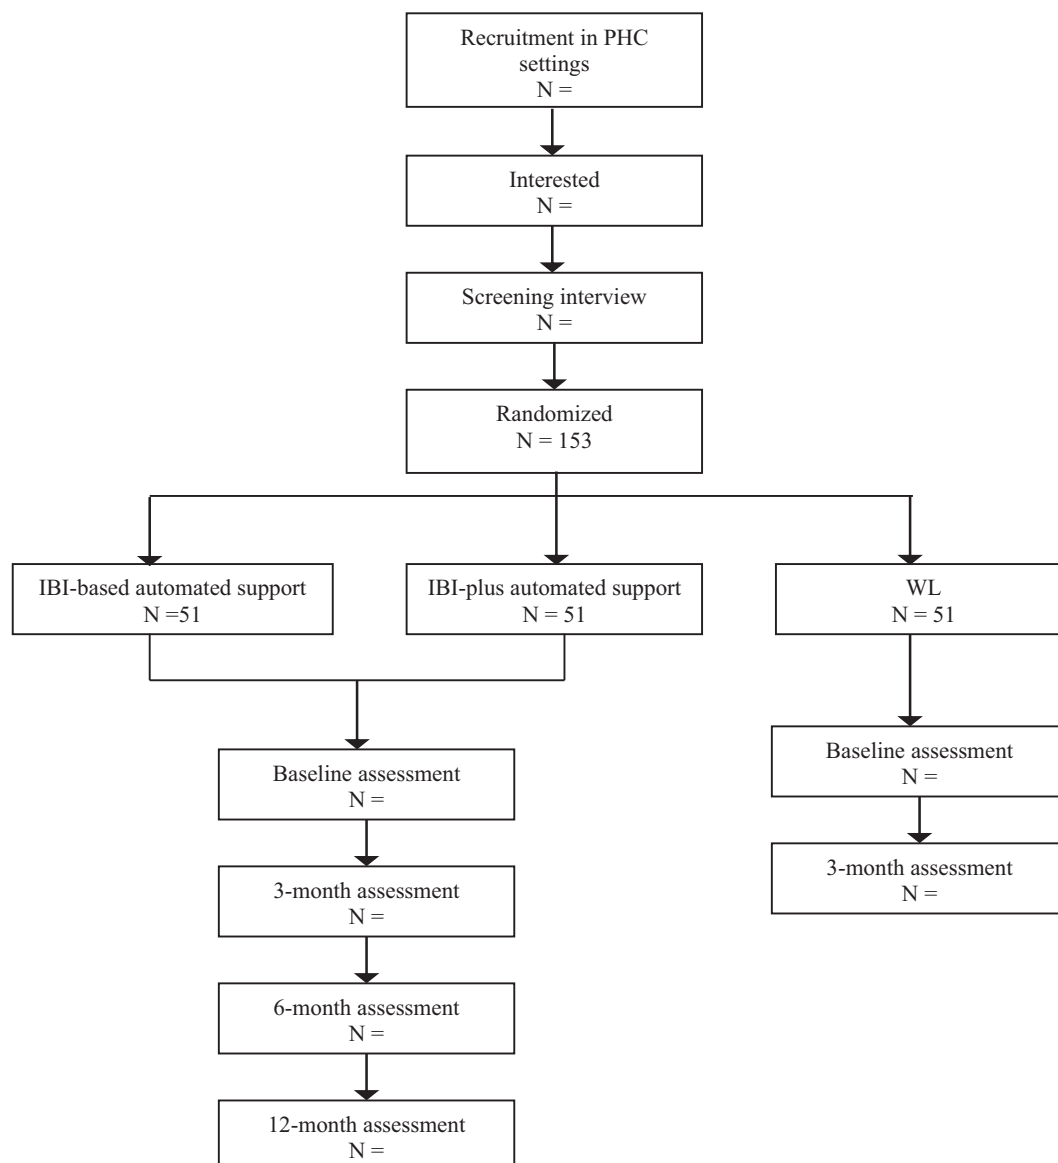 Recruitment in PHC
settings
N =
Interested
N =
Screening interview
N =
Randomized
N = 153
IBI-based automated support
N =51
IBI-plus automated support
N = 51
WL
N = 51
Baseline assessment
N =
3-month assessment
N =
6-month assessment
N =
12-month assessment
N =
Baseline assessment
N =
3-month assessment
N =